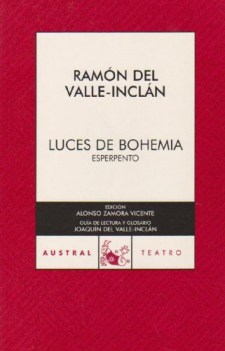 RAMÓN DEL
VALLE-INCLÁN
LUCES DE BOHEMIA
ESPERPENTO
EDICIÓN
ALONSO ZAMORA VICENTE
GUÍA DE LECTURA Y GLOSARIO
JOAQUÍN DEL VALLE-INCLÁN
AUSTRAL TEATRO